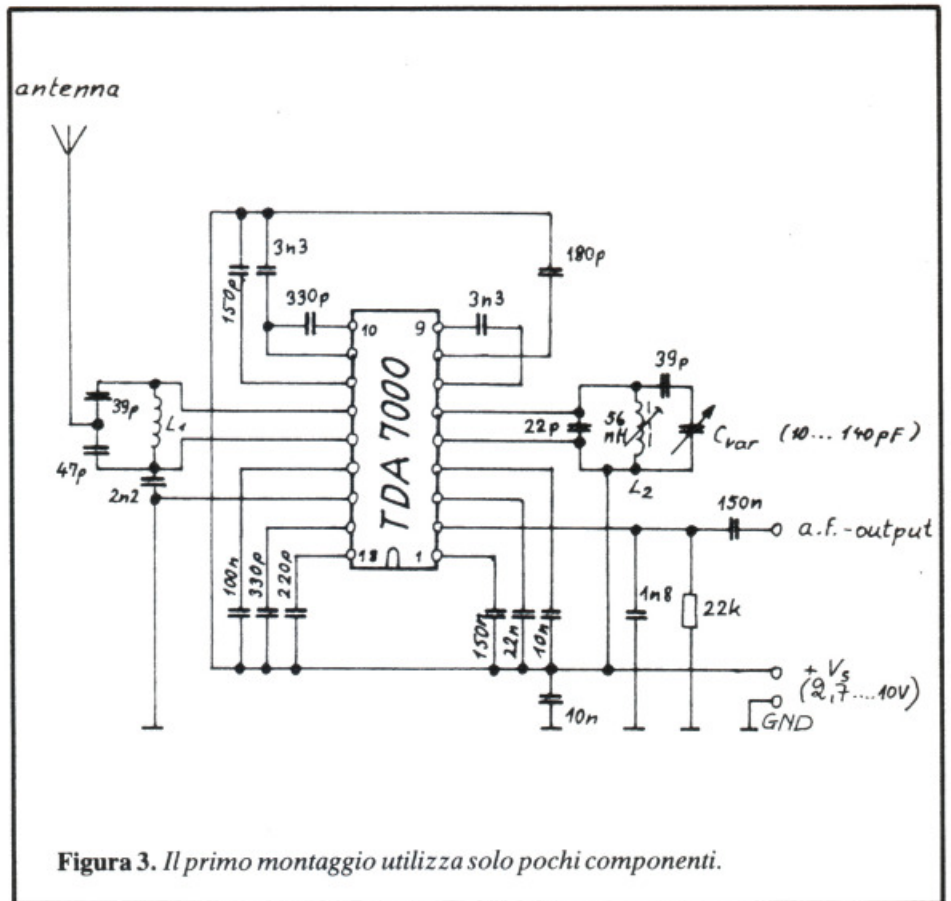 antenna
3n3
180p
150p
330p
3n3
10
9
39p
39p
L1
TDA 7000
22p
56
nH
Cvar (10...140pF)
47p
L2
2n2
150n
a.f.-output
18
1
100n
330p
220p
150n
22n
10n
1n8
22k
+ Vs
(2,7....10V)
10n
GND
Figura 3. Il primo montaggio utilizza solo pochi componenti.